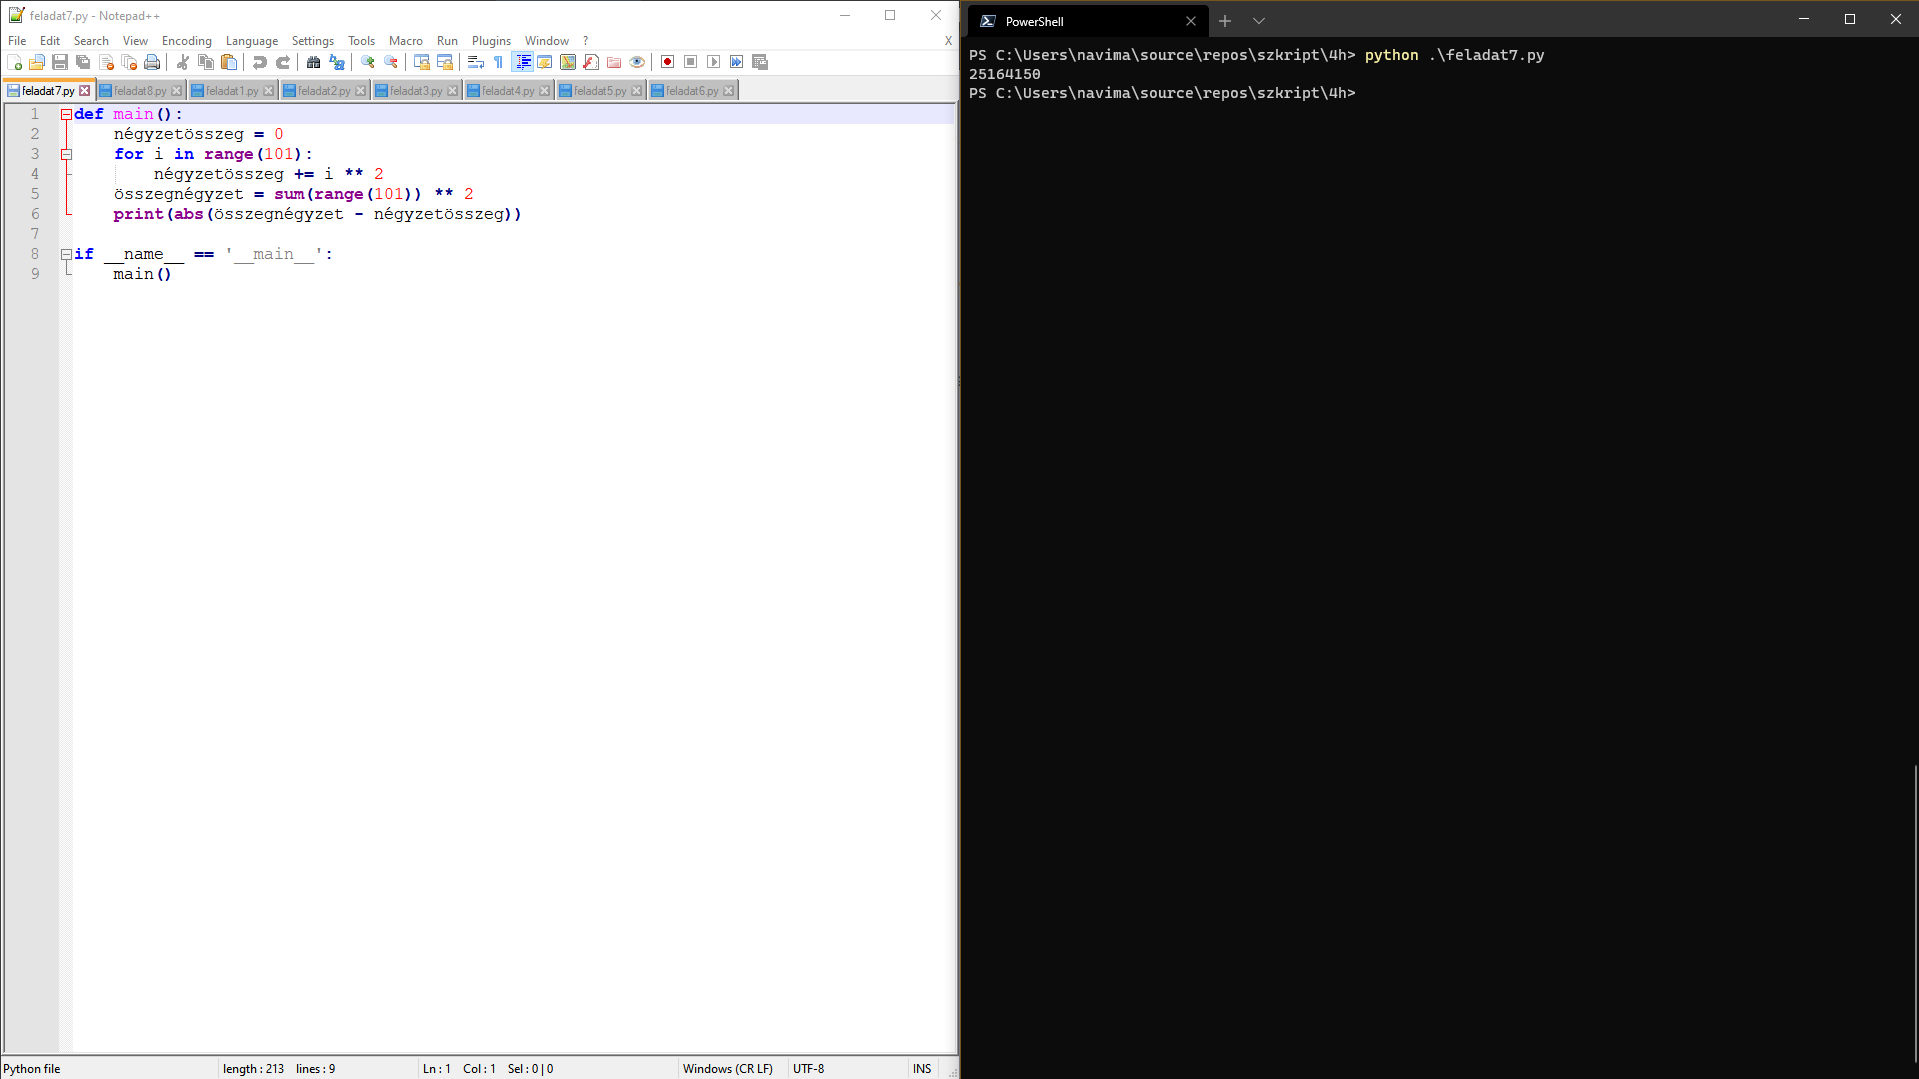 feladat7.py - Notepad++
File Edit Search View Encoding Language Settings Tools Macro Run Plugins Window ? X
feladat7.py feladat8.py feladat1.py feladat2.py feladat3.py feladat4.py feladat5.py feladat6.py
1 def main():
2 négyzetösszeg = 0
3 for i in range(101):
4 négyzetösszeg += i ** 2
5 összegnégyzet = sum(range(101)) ** 2
6 print(abs(összegnégyzet - négyzetösszeg))
7
8 if __name__ == '__main__':
9 main()
Python file length : 213 lines : 9 Ln : 1 Col : 1 Sel : 0 | 0 Windows (CR LF) UTF-8 INS
PowerShell
PS C:\Users\navima\source\repos\szkript\4h> python .\feladat7.py
25164150
PS C:\Users\navima\source\repos\szkript\4h>